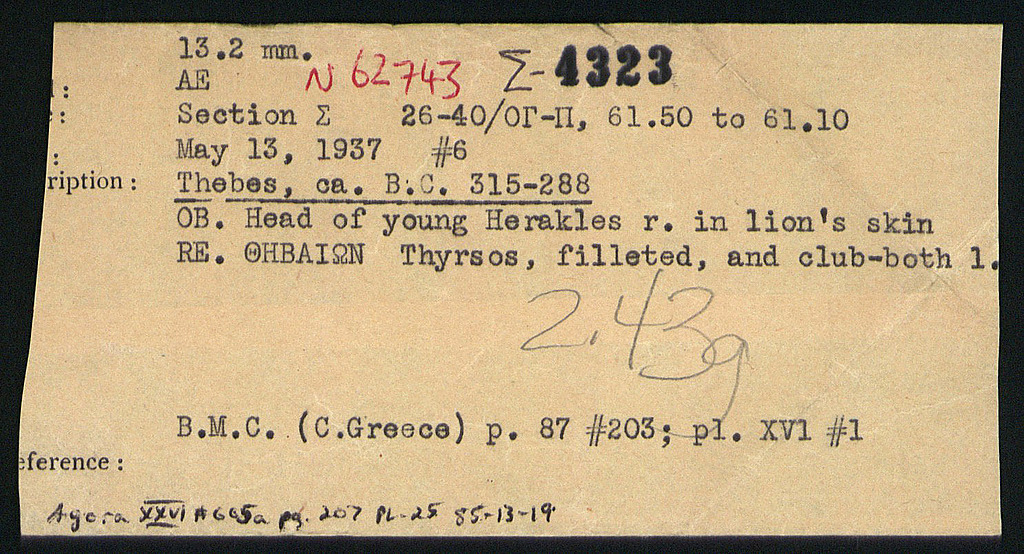 13.2 mm.
: AE N 62743 Σ- 4323
: Section Σ 26-40/ΟΓ-Π, 61.50 to 61.10
: May 13, 1937 #6
ription: Thebes, ca. B.C. 315-288
OB. Head of young Herakles r. in lion's skin
RE. ΘΗΒΑΙΩΝ Thyrsos, filleted, and club-both l.
2.43g
B.M.C. (C.Greece) p. 87 #203; pl. XVl #1
eference:
Agora XXVI #605a pg. 207 PL-25 85-13-19